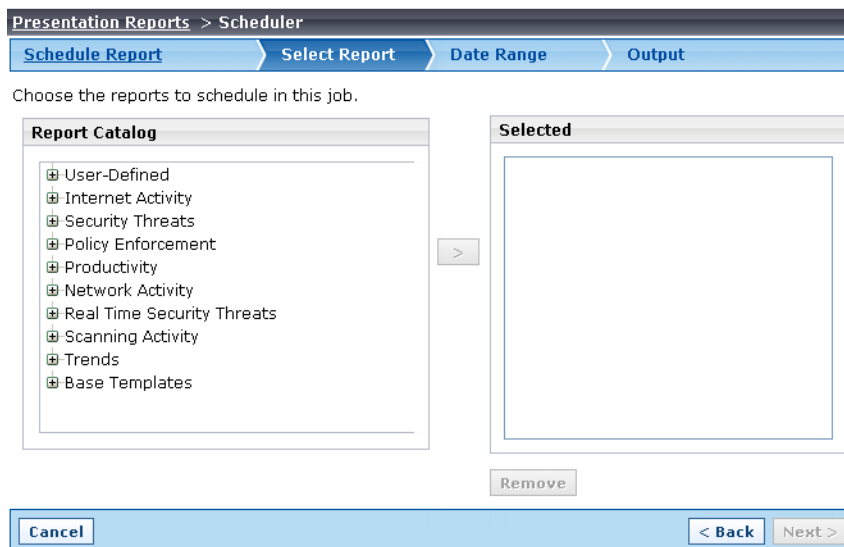 Presentation Reports > Scheduler
Schedule Report Select Report Date Range Output
Choose the reports to schedule in this job.
Report Catalog
User-Defined
Internet Activity
Security Threats
Policy Enforcement
Productivity
Network Activity
Real Time Security Threats
Scanning Activity
Trends
Base Templates
>
Selected
Remove
Cancel < Back Next >